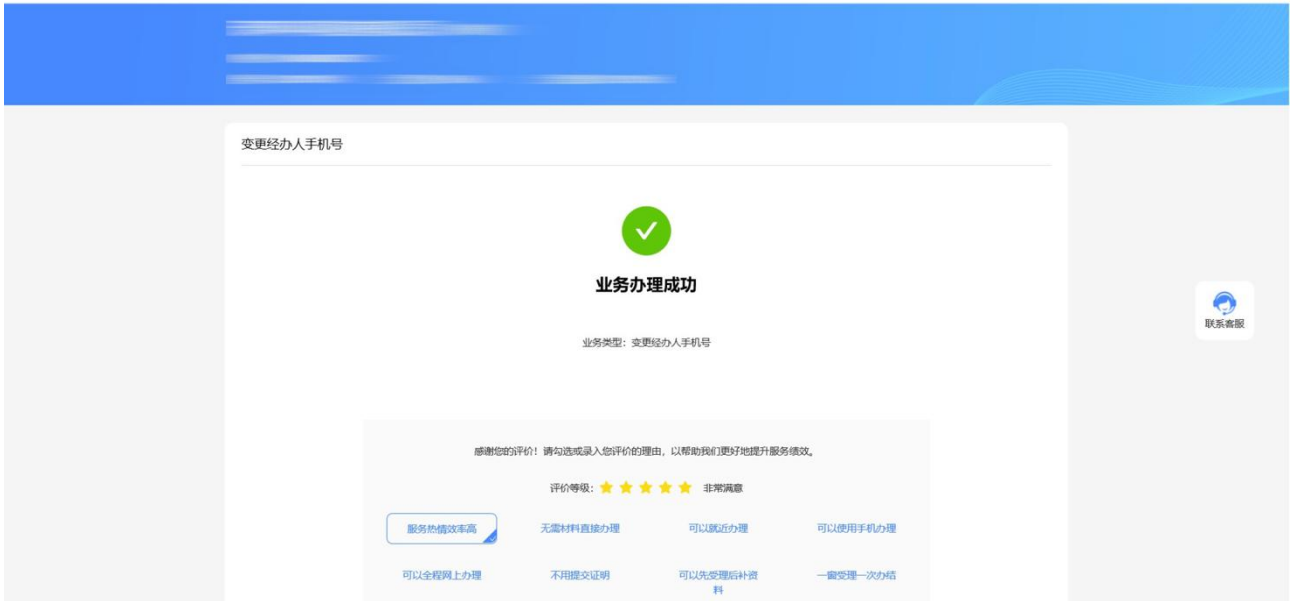 变更经办人手机号
业务办理成功
联系客服
业务类型：变更经办人手机号
感谢您的评价！请勾选或录入您评价的理由，以帮助我们更好地提升服务绩效。
评价等级： 非常满意
服务热情效率高 无需材料直接办理 可以就近办理 可以使用手机办理
可以全程网上办理 不用提交证明 可以先受理后补资 一窗受理一次办结
料